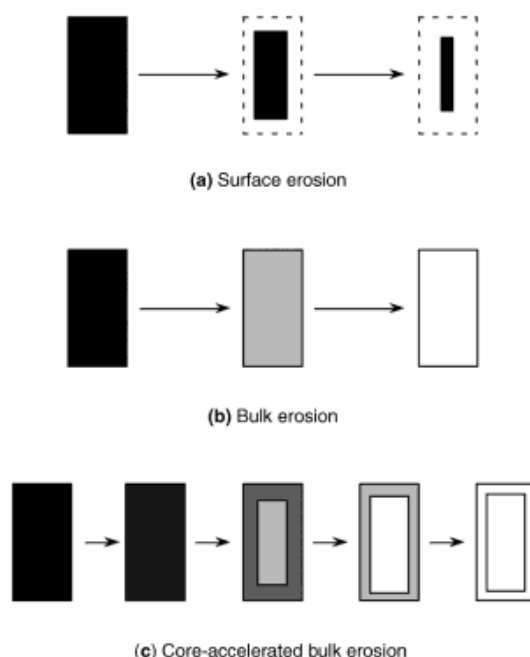 (a) Surface erosion
(b) Bulk erosion
(c) Core-accelerated bulk erosion